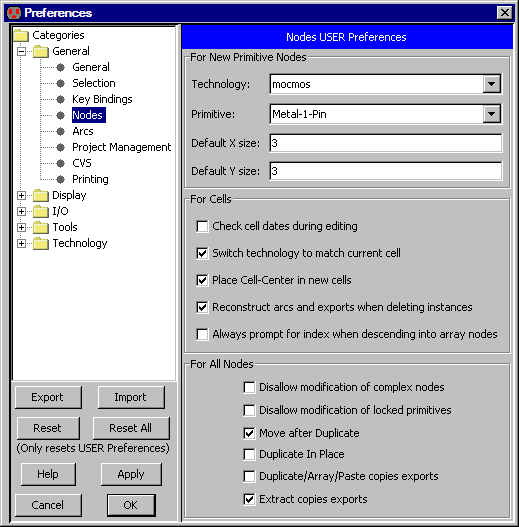 Preferences
Categories
General
General
Selection
Key Bindings
Nodes
Arcs
Project Management
CVS
Printing
Display
I/O
Tools
Technology
Export
Import
Reset
Reset All
(Only resets USER Preferences)
Help
Apply
Cancel
OK
Nodes USER Preferences
For New Primitive Nodes
Technology: mocmos
Primitive: Metal-1-Pin
Default X size: 3
Default Y size: 3
For Cells
Check cell dates during editing
Switch technology to match current cell
Place Cell-Center in new cells
Reconstruct arcs and exports when deleting instances
Always prompt for index when descending into array nodes
For All Nodes
Disallow modification of complex nodes
Disallow modification of locked primitives
Move after Duplicate
Duplicate In Place
Duplicate/Array/Paste copies exports
Extract copies exports